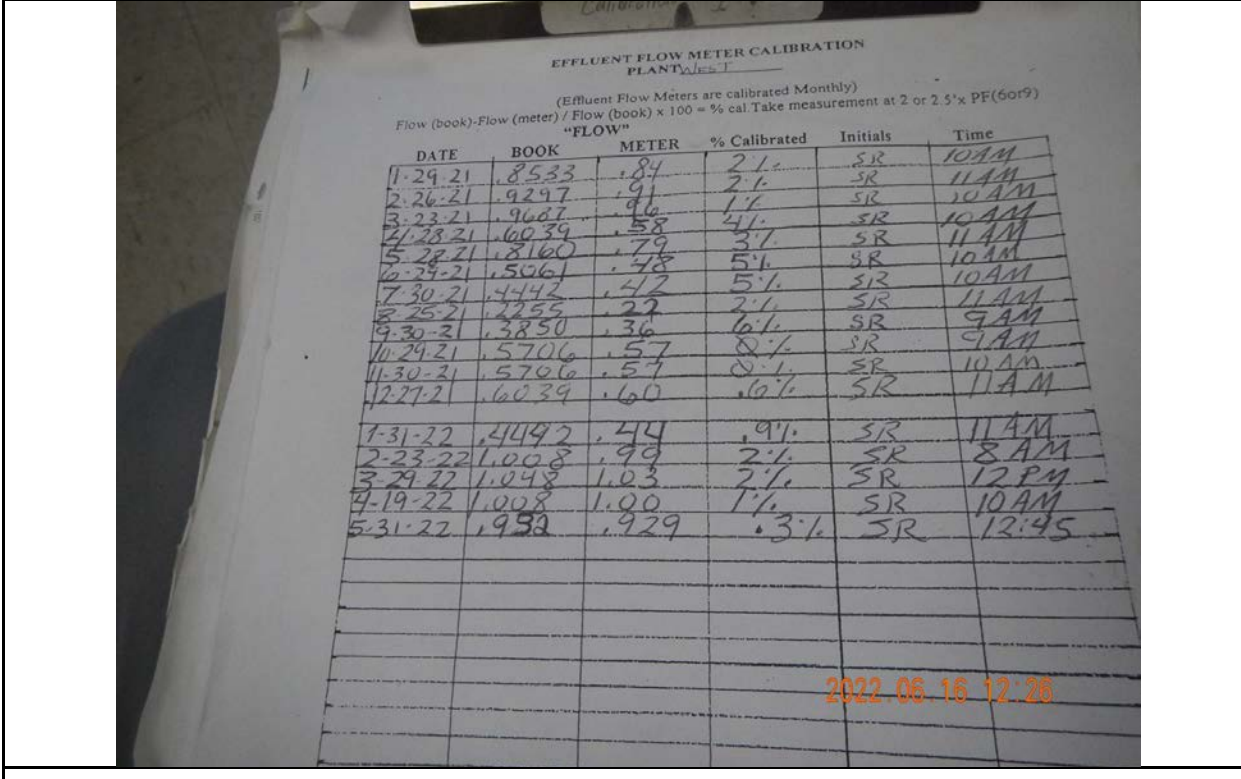 EFFLUENT FLOW METER CALIBRATION
PLANT WEST
(Effluent Flow Meters are calibrated Monthly)
Flow (book)-Flow (meter) / Flow (book) x 100 = % cal.Take measurement at 2 or 2.5'x PF(6or9)
"FLOW"
DATE BOOK METER % Calibrated Initials Time
1-29-21 .8533 .84 2% SR 10AM
2-26-21 .9297 .91 2% SR 11AM
3-23-21 .9687 .96 1% SR 10AM
4-28-21 .6039 .58 4% SR 10AM
5-28-21 .8160 .79 3% SR 11AM
6-29-21 .5061 .48 5% SR 10AM
7-30-21 .4442 .42 5% SR 10AM
8-25-21 .2255 .22 2% SR 11AM
9-30-21 .3850 .36 6% SR 9AM
10-29-21 .5706 .57 0% SR 9AM
11-30-21 .5706 .57 0% SR 10AM
12-27-21 .6039 .60 .6% SR 11AM
1-31-22 .4442 .44 .9% SR 11AM
2-23-22 1.008 .99 2% SR 8AM
3-29-22 1.048 1.03 2% SR 12PM
4-19-22 1.008 1.00 1% SR 10AM
5-31-22 .932 .929 .3% SR 12:45
2022.06.16 12:26